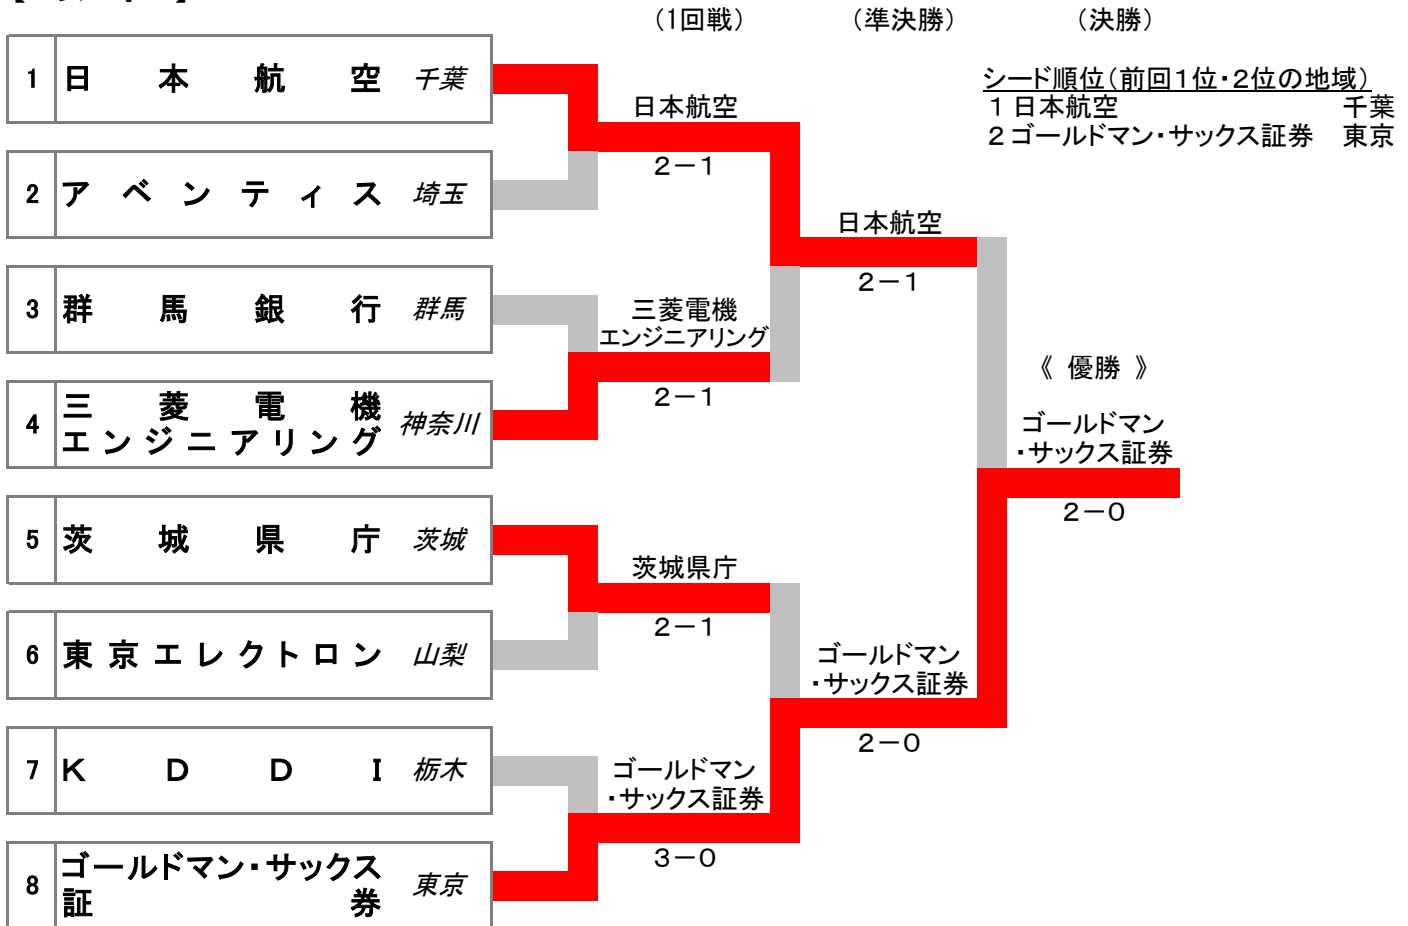 （1回戦） （準決勝） （決勝）
シード順位（前回１位・２位の地域）
１ 日本航空 千葉
２ ゴールドマン・サックス証券 東京
1 日本航空 千葉
2 アベンティス 埼玉
3 群馬銀行 群馬
4 三菱電機
エンジニアリング 神奈川
5 茨城県庁 茨城
6 東京エレクトロン 山梨
7 ＫＤＤＩ 栃木
8 ゴールドマン・サックス
証券 東京
日本航空
２－１
三菱電機
エンジニアリング
２－１
茨城県庁
２－１
ゴールドマン
・サックス証券
３－０
日本航空
２－１
ゴールドマン
・サックス証券
２－０
《 優勝 》
ゴールドマン
・サックス証券
２－０